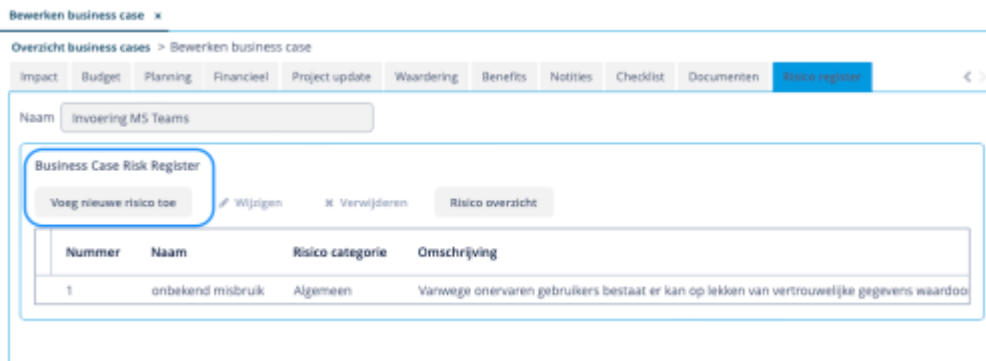 Bewerken business case ×
Overzicht business cases > Bewerken business case
Impact Budget Planning Financieel Project update Waardering Benefits Notities Checklist Documenten Risico register
Naam Invoering MS Teams
Business Case Risk Register
Voeg nieuwe risico toe Wijzigen Verwijderen Risico overzicht
Nummer Naam Risico categorie Omschrijving
1 onbekend misbruik Algemeen Vanwege onervaren gebruikers bestaat er kan op lekken van vertrouwelijke gegevens waardoo